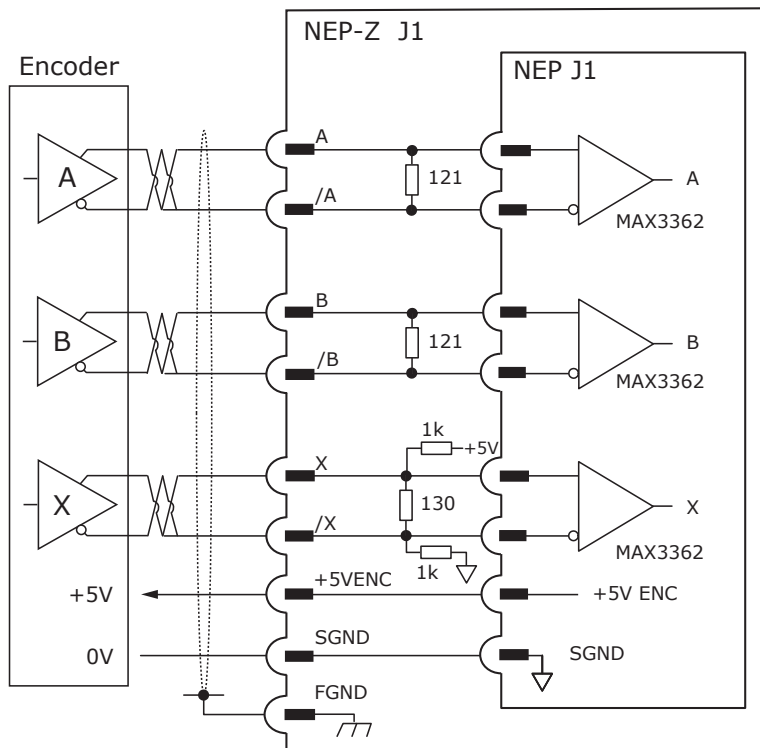 NEP-Z J1
Encoder
NEP J1
A
A
121
/A
A
MAX3362
B
B
121
/B
B
MAX3362
1k
+5V
X
X
130
/X
1k
X
MAX3362
+5V
+5VENC
+5V ENC
0V
SGND
SGND
FGND